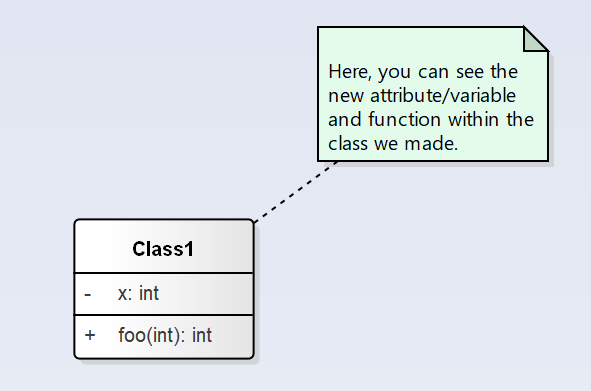 Here, you can see the
new attribute/variable
and function within the
class we made.
Class1
- x: int
+ foo(int): int